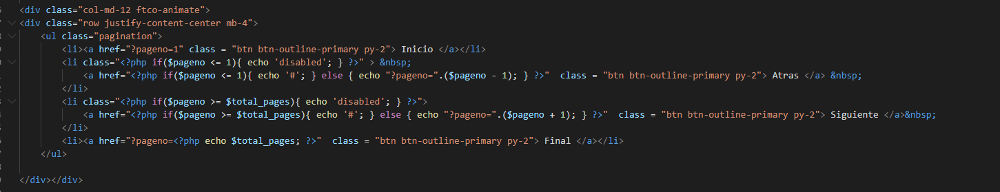 <div class="col-md-12 ftco-animate">
<div class="row justify-content-center mb-4">
<ul class="pagination">
<li><a href="?pageno=1" class = "btn btn-outline-primary py-2"> Inicio </a></li>
<li class="<?php if($pageno <= 1){ echo 'disabled'; } ?>" > &nbsp;
<a href="<?php if($pageno <= 1){ echo '#'; } else { echo "?pageno=".($pageno - 1); } ?>"  class = "btn btn-outline-primary py-2"> Atras </a> &nbsp;
</li>
<li class="<?php if($pageno >= $total_pages){ echo 'disabled'; } ?>">
<a href="<?php if($pageno >= $total_pages){ echo '#'; } else { echo "?pageno=".($pageno + 1); } ?>"  class = "btn btn-outline-primary py-2"> Siguiente </a>&nbsp;
</li>
<li><a href="?pageno=<?php echo $total_pages; ?>"  class = "btn btn-outline-primary py-2"> Final </a></li>
</ul>
</div></div>